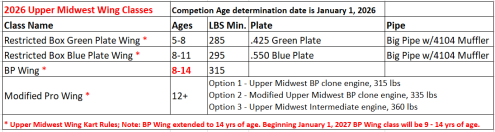 2026 Upper Midwest Wing Classes Competion Age determination date is January 1, 2026
Class Name Ages LBS Min. Plate Pipe
Restricted Box Green Plate Wing * 5-8 285 .425 Green Plate Big Pipe w/4104 Muffler
Restricted Box Blue Plate Wing * 8-11 295 .550 Blue Plate Big Pipe w/4104 Muffler
BP Wing * 8-14 315
Modified Pro Wing * 12+
Option 1 - Upper Midwest BP clone engine, 315 lbs
Option 2 - Modified Upper Midwest BP clone engine, 335 lbs
Option 3 - Upper Midwest Intermediate engine, 360 lbs
* Upper Midwest Wing Kart Rules; Note: BP Wing extended to 14 yrs of age. Beginning January 1, 2027 BP Wing class will be 9 - 14 yrs of age.